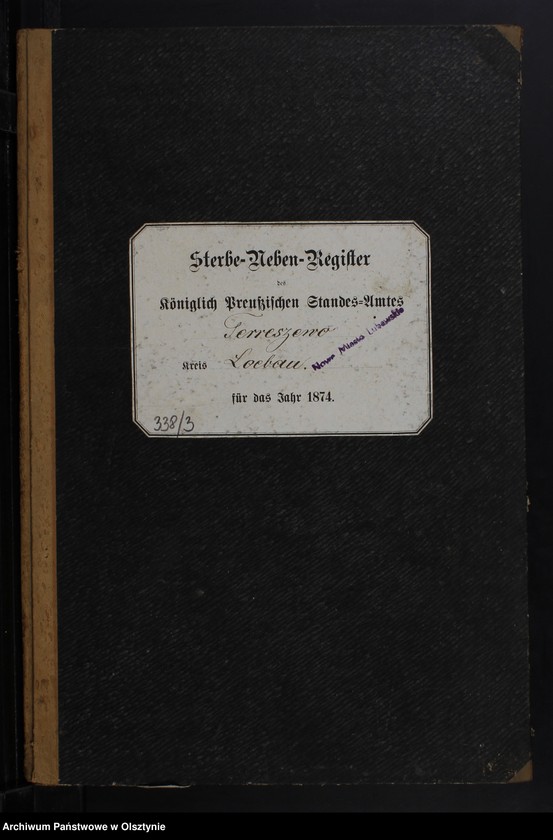 Sterbe-Neben-Register
des
Königlich Preußischen Standes-Amtes
Terreszewo
Kreis Loebau.
Nowe Miasto Lubawskie
für das Jahr 1874.
338/3
Archiwum Państwowe w Olsztynie